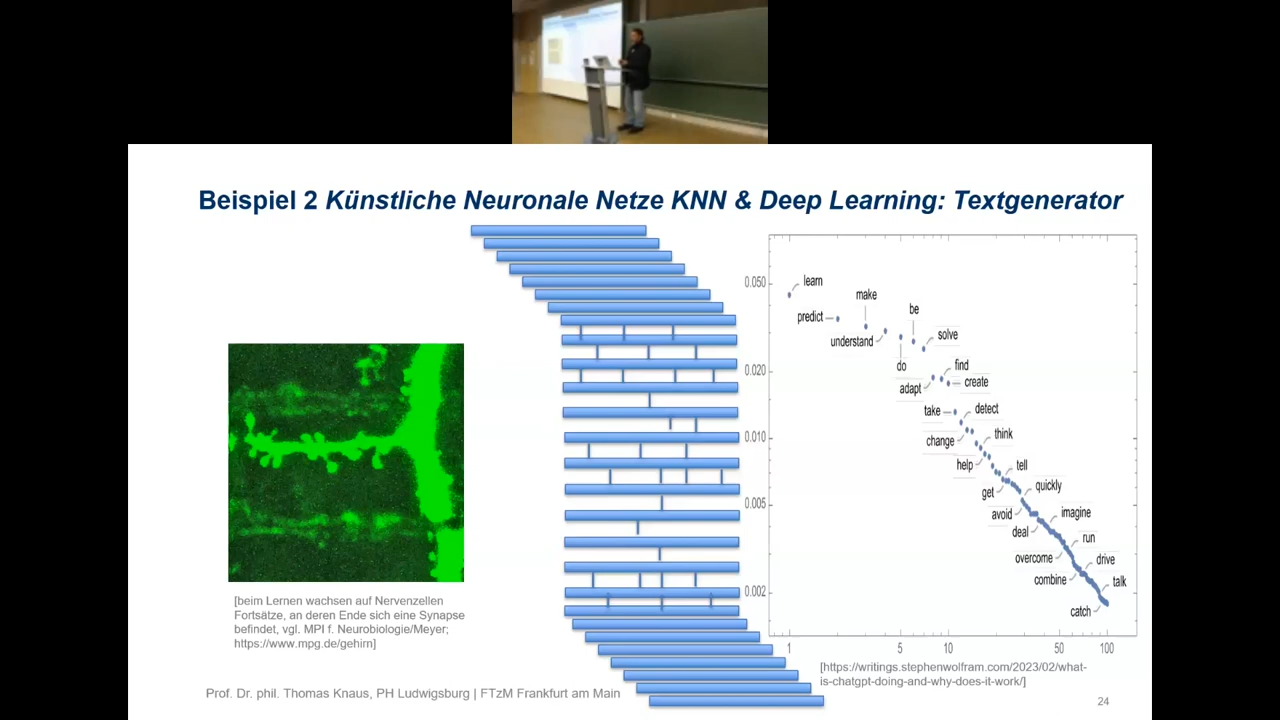 Beispiel 2 Künstliche Neuronale Netze KNN & Deep Learning: Textgenerator
0.050
0.020
0.010
0.005
0.002
learn
predict
make
understand
be
do
solve
adapt
find
create
take
detect
change
think
help
tell
get
quickly
avoid
imagine
deal
run
overcome
drive
combine
talk
catch
1
5
10
50
100
[beim Lernen wachsen auf Nervenzellen
Fortsätze, an deren Ende sich eine Synapse
befindet, vgl. MPI f. Neurobiologie/Meyer;
https://www.mpg.de/gehirn]
[https://writings.stephenwolfram.com/2023/02/what-
is-chatgpt-doing-and-why-does-it-work/]
Prof. Dr. phil. Thomas Knaus, PH Ludwigsburg | FTzM Frankfurt am Main
24